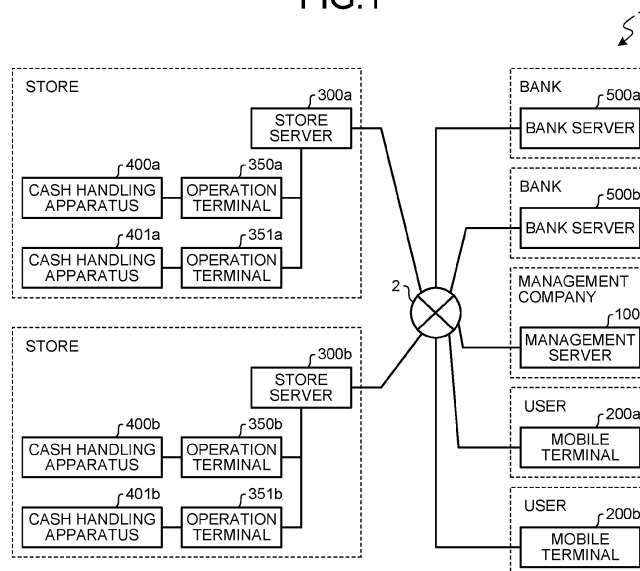 FIG.1
STORE
300a
STORE
SERVER
400a
350a
CASH HANDLING
APPARATUS
OPERATION
TERMINAL
401a
351a
CASH HANDLING
APPARATUS
OPERATION
TERMINAL
STORE
300b
STORE
SERVER
400b
350b
CASH HANDLING
APPARATUS
OPERATION
TERMINAL
401b
351b
CASH HANDLING
APPARATUS
OPERATION
TERMINAL
2
BANK
500a
BANK SERVER
BANK
500b
BANK SERVER
MANAGEMENT
COMPANY
100
MANAGEMENT
SERVER
USER
200a
MOBILE
TERMINAL
USER
200b
MOBILE
TERMINAL